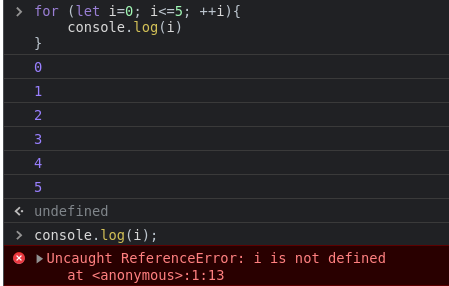 for (let i=0; i<=5; ++i){
    console.log(i)
}
0
1
2
3
4
5
undefined
console.log(i);
Uncaught ReferenceError: i is not defined
    at <anonymous>:1:13